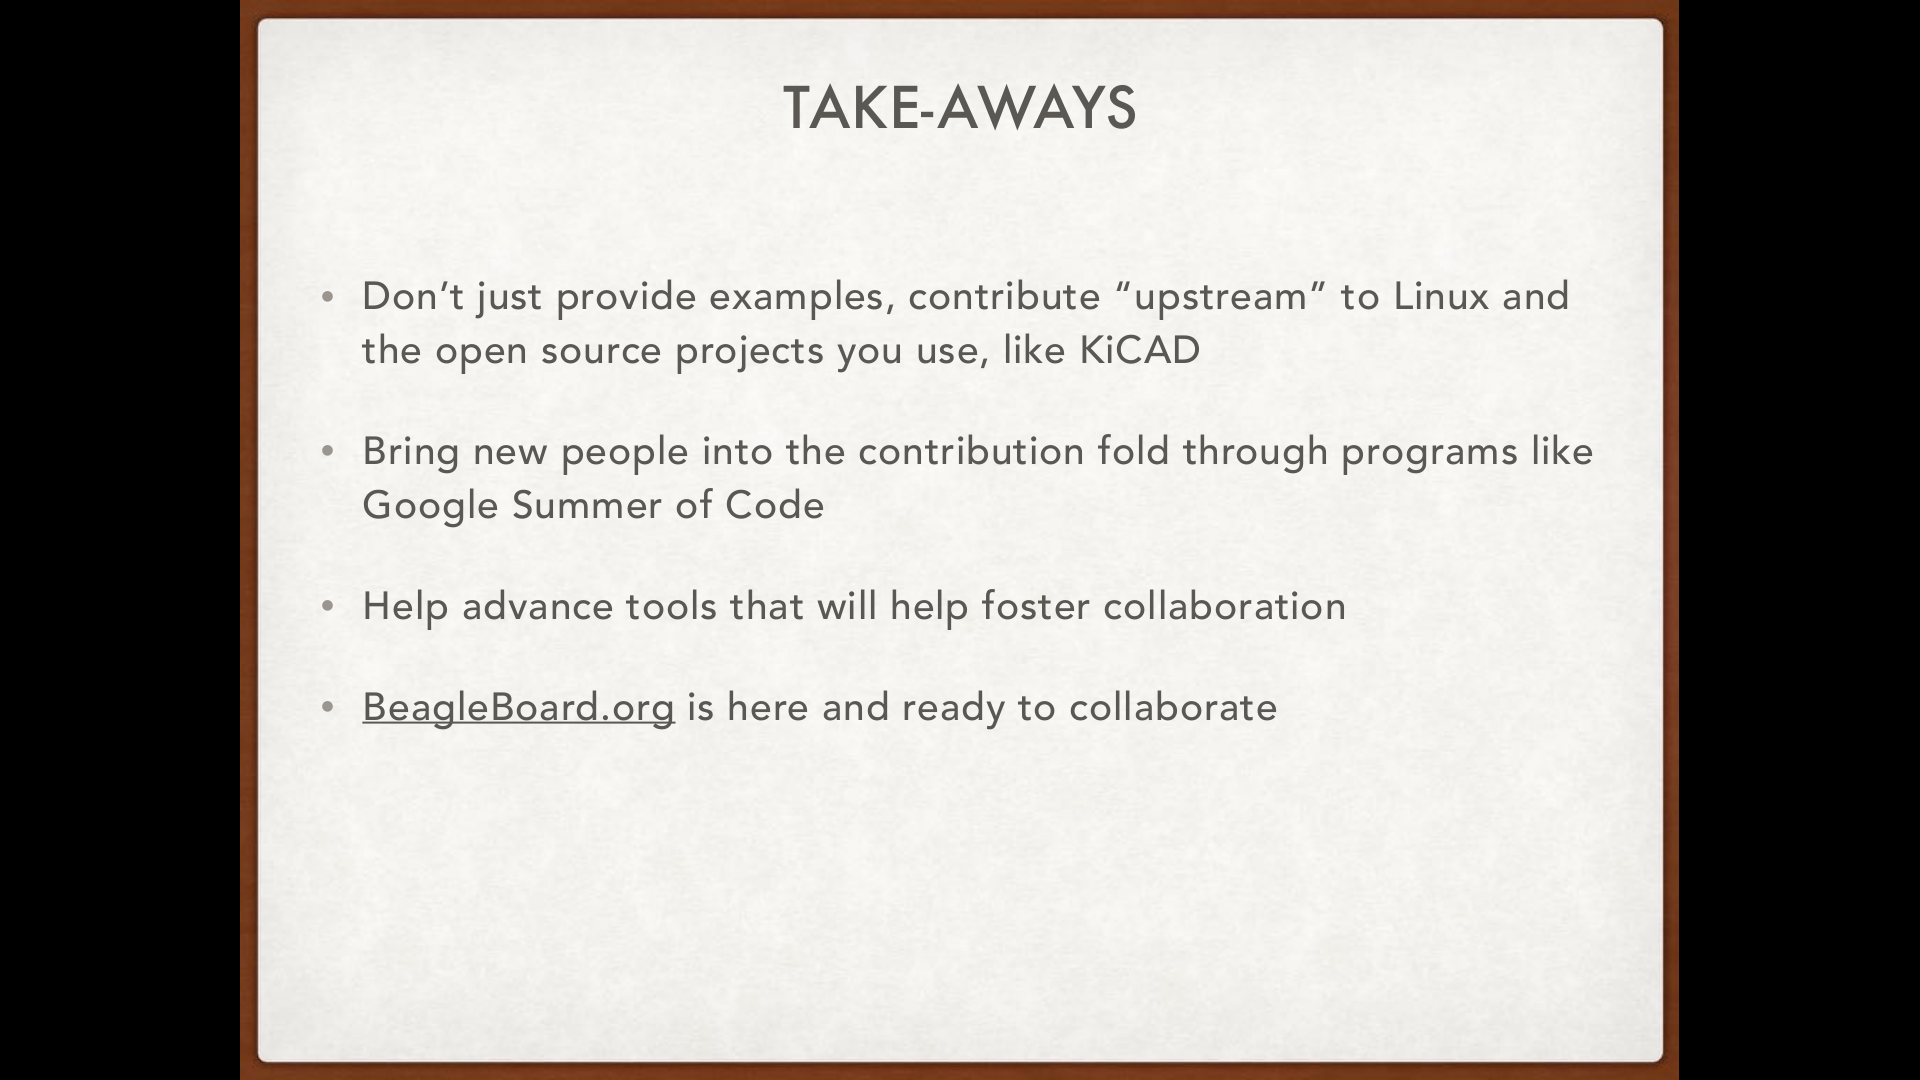 TAKE-AWAYS
• Don’t just provide examples, contribute “upstream” to Linux and
the open source projects you use, like KiCAD
• Bring new people into the contribution fold through programs like
Google Summer of Code
• Help advance tools that will help foster collaboration
• BeagleBoard.org is here and ready to collaborate